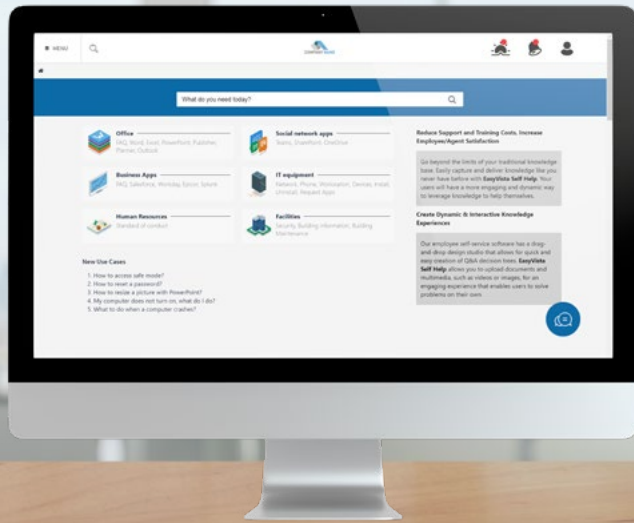 MENU
COMPANY NAME
What do you need today?
Office
FAQ, Word, Excel, PowerPoint, Publisher,
Planner, Outlook
Social network apps
Teams, SharePoint, OneDrive
Business Apps
FAQ, Salesforce, Workday, Epicor, Splunk
IT equipment
Network, Phone, Workstation, Devices, Install,
Uninstall, Request Apps
Human Resources
Standard of conduct
Facilities
Security, Building Information, Building
Maintenance
New Use Cases
1. How to access safe mode?
2. How to reset a password?
3. How to resize a picture with PowerPoint?
4. My computer does not turn on, what do I do?
5. What to do when a computer crashes?
Reduce Support and Training Costs, Increase
Employee/Agent Satisfaction
Go beyond the limits of your traditional knowledge
base. Easily capture and deliver knowledge like you
never have before with EasyVista Self Help. Your
users will have a more engaging and dynamic way
to leverage knowledge to help themselves.
Create Dynamic & Interactive Knowledge
Experiences
Our employee self-service software has a drag-
and-drop design studio that allows for quick and
easy creation of Q&A decision trees. EasyVista
Self Help allows you to upload documents and
multimedia, such as videos or images, for an
engaging experience that enables users to solve
problems on their own.